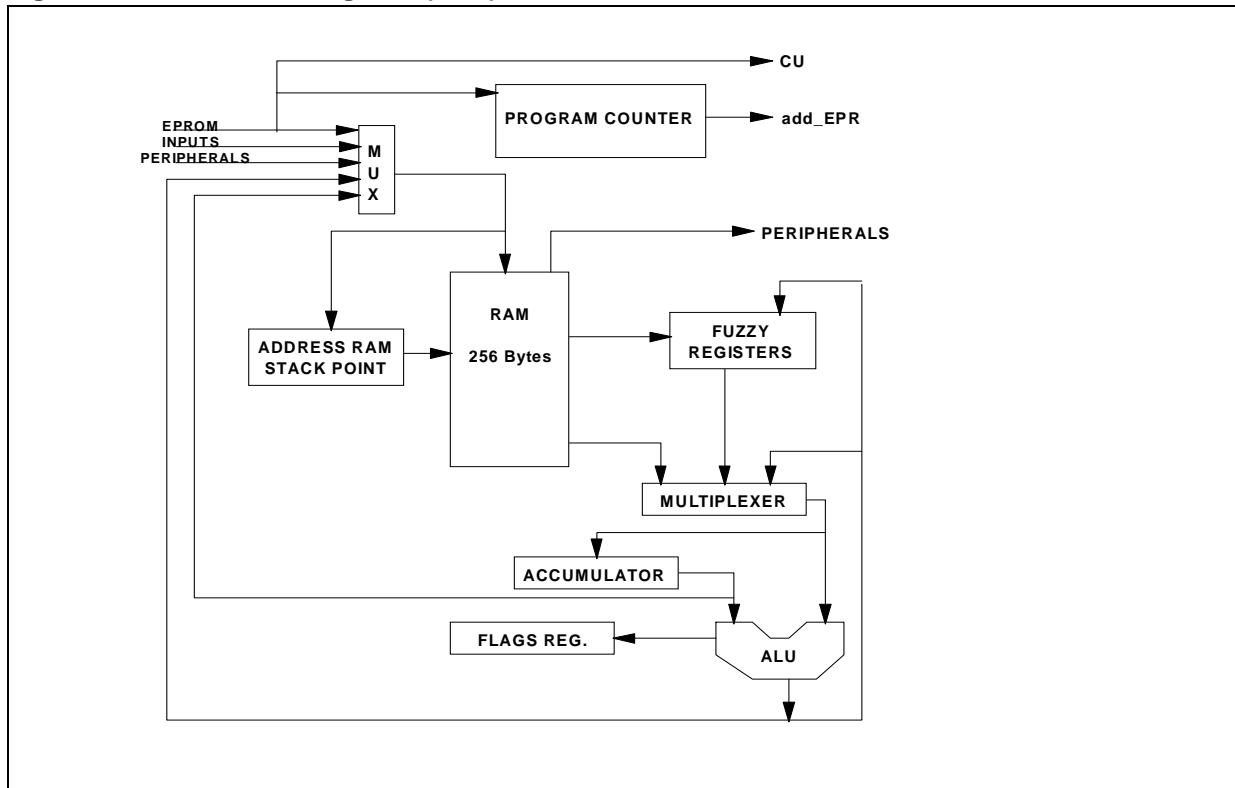 CU
PROGRAM COUNTER
add_EPR
EPROM
INPUTS
PERIPHERALS
M
U
X
PERIPHERALS
RAM
256 Bytes
FUZZY
REGISTERS
ADDRESS RAM
STACK POINT
MULTIPLEXER
ACCUMULATOR
FLAGS REG.
ALU